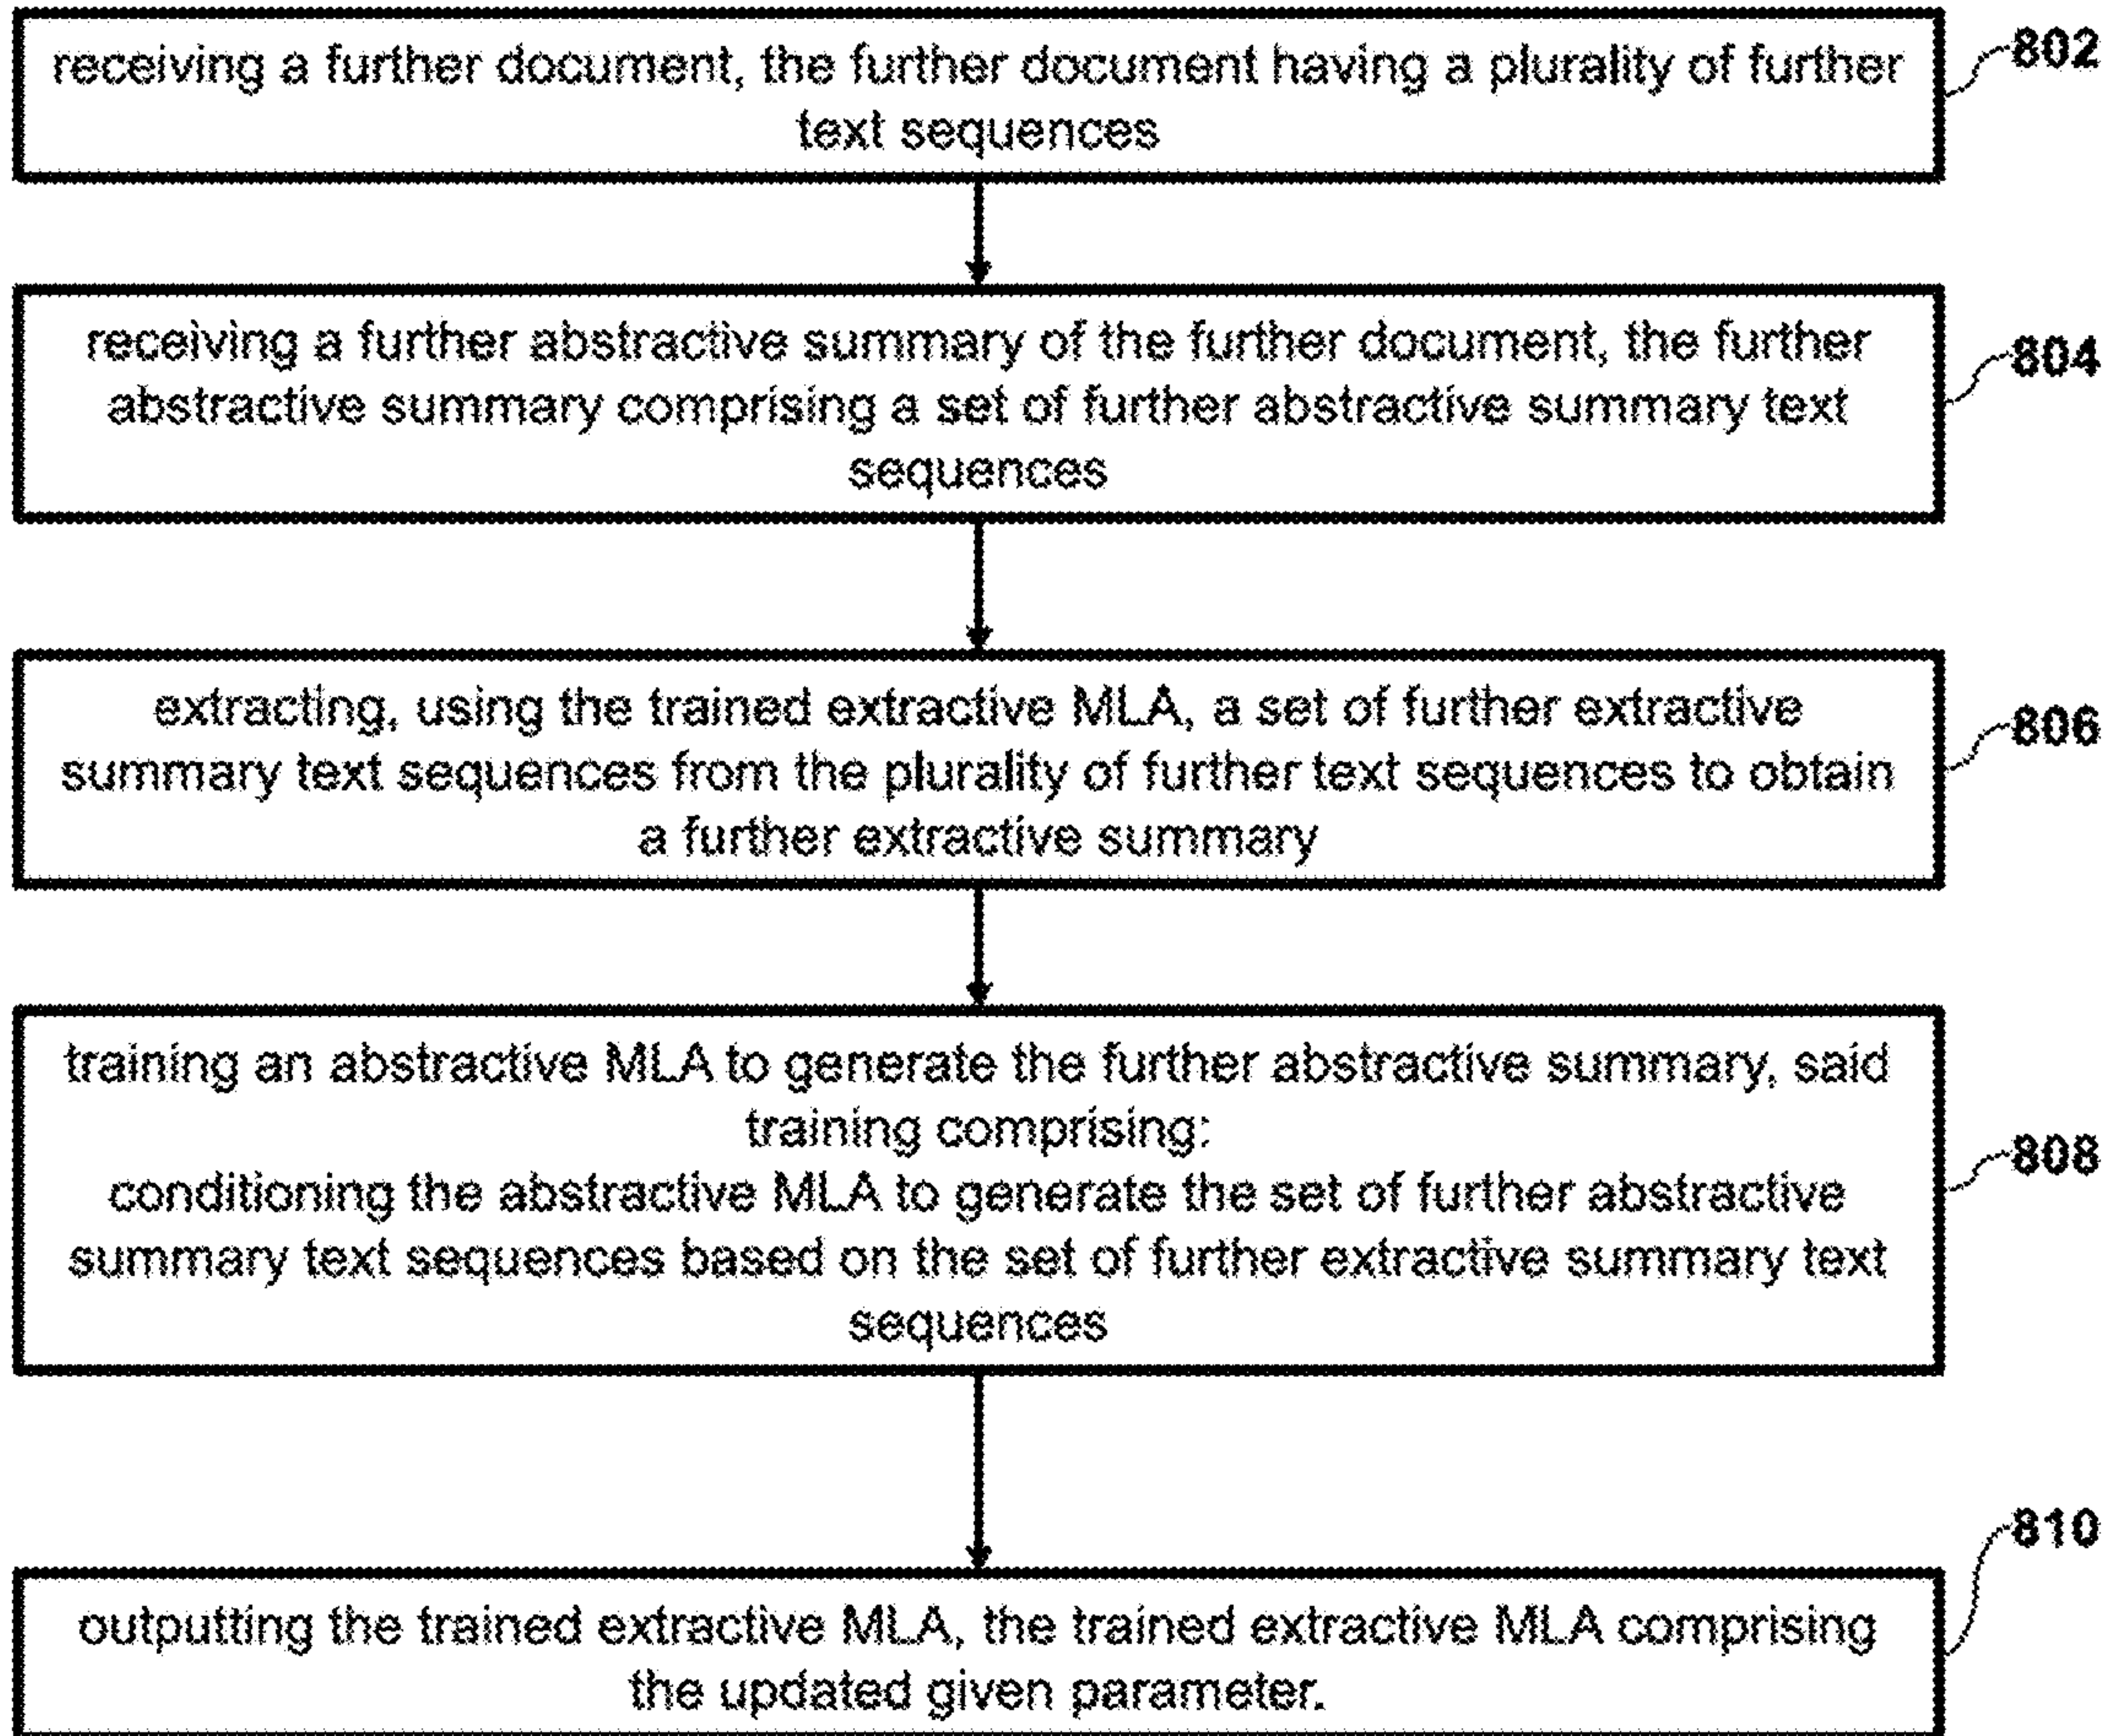 receiving a further document, the further document having a plurality of further
text sequences
802
receiving a further abstractive summary of the further document, the further
abstractive summary comprising a set of further abstractive summary text
sequences
804
extracting, using the trained extractive MLA, a set of further extractive
summary text sequences from the plurality of further text sequences to obtain
a further extractive summary
806
training an abstractive MLA to generate the further abstractive summary, said
training comprising:
conditioning the abstractive MLA to generate the set of further abstractive
summary text sequences based on the set of further extractive summary text
sequences
808
outputting the trained extractive MLA, the trained extractive MLA comprising
the updated given parameter.
810